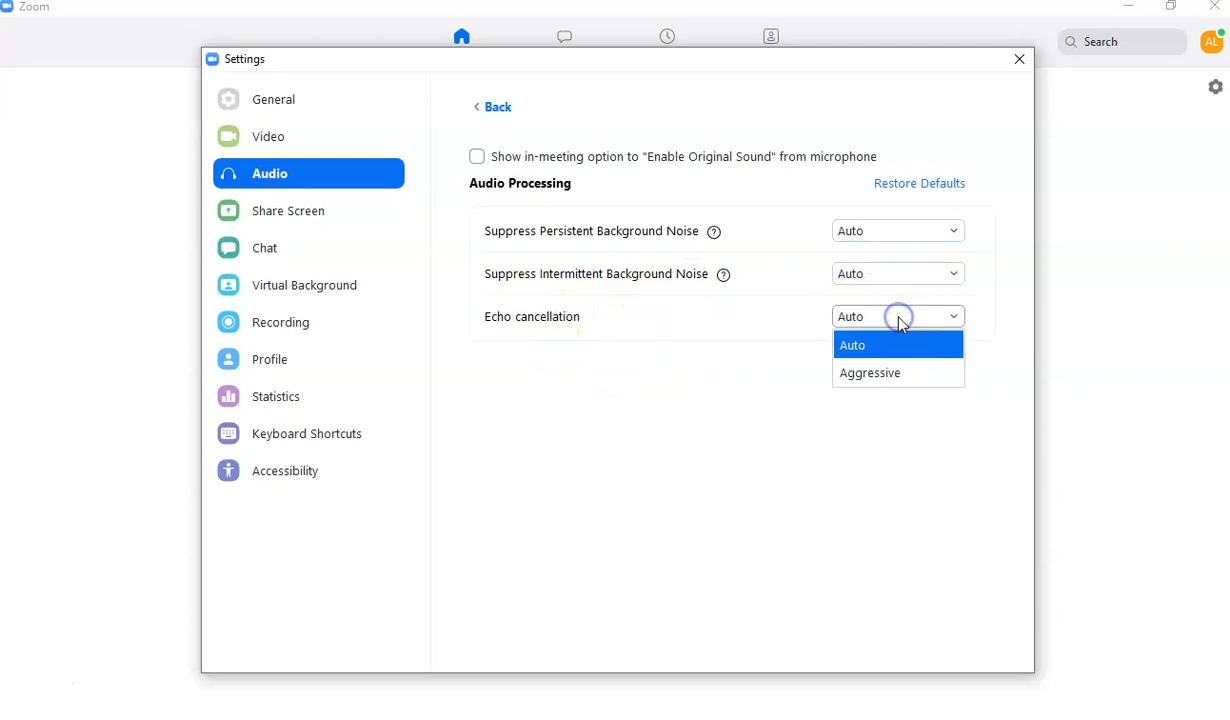 Zoom
Search
AL
Settings
General
Video
Audio
Share Screen
Chat
Virtual Background
Recording
Profile
Statistics
Keyboard Shortcuts
Accessibility
< Back
Show in-meeting option to "Enable Original Sound" from microphone
Audio Processing
Restore Defaults
Suppress Persistent Background Noise ?
Auto
Suppress Intermittent Background Noise ?
Auto
Echo cancellation
Auto
Auto
Aggressive